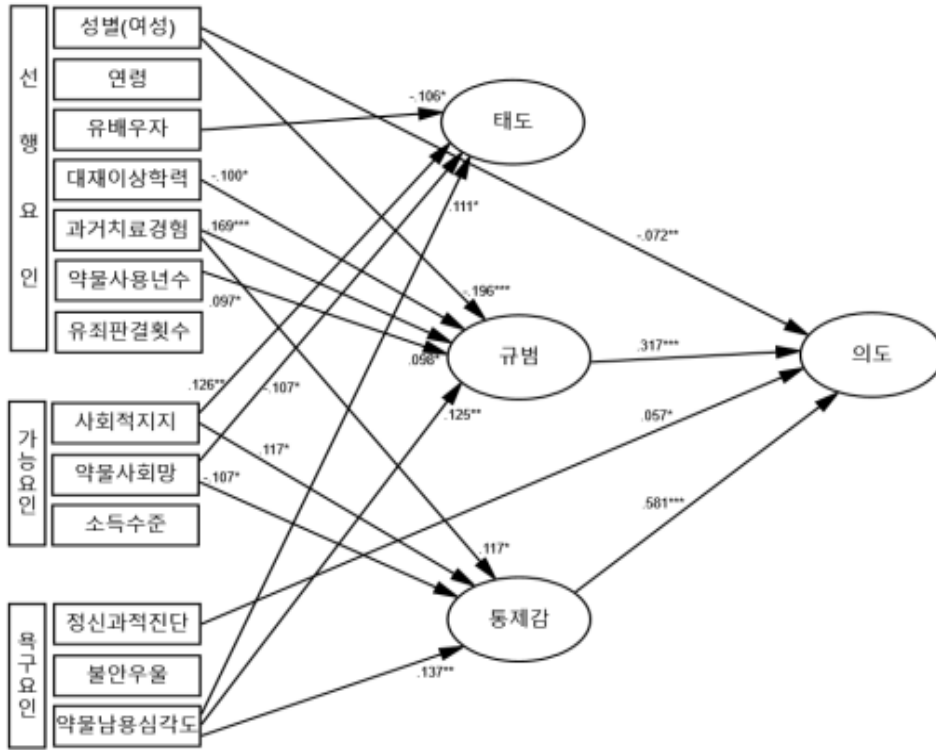 선행요인
성별(여성)
연령
유배우자
대재이상학력
과거치료경험
약물사용년수
유죄판결횟수
가능요인
사회적지지
약물사회망
소득수준
욕구요인
정신과적진단
불안우울
약물남용심각도
태도
규범
통제감
의도
-.106*
-.100*
.169***
.111*
-.072**
.097*
-.196***
.098*
.317***
.126**
-.107*
.125**
.057*
.117*
-.107*
.581***
.117*
.137**